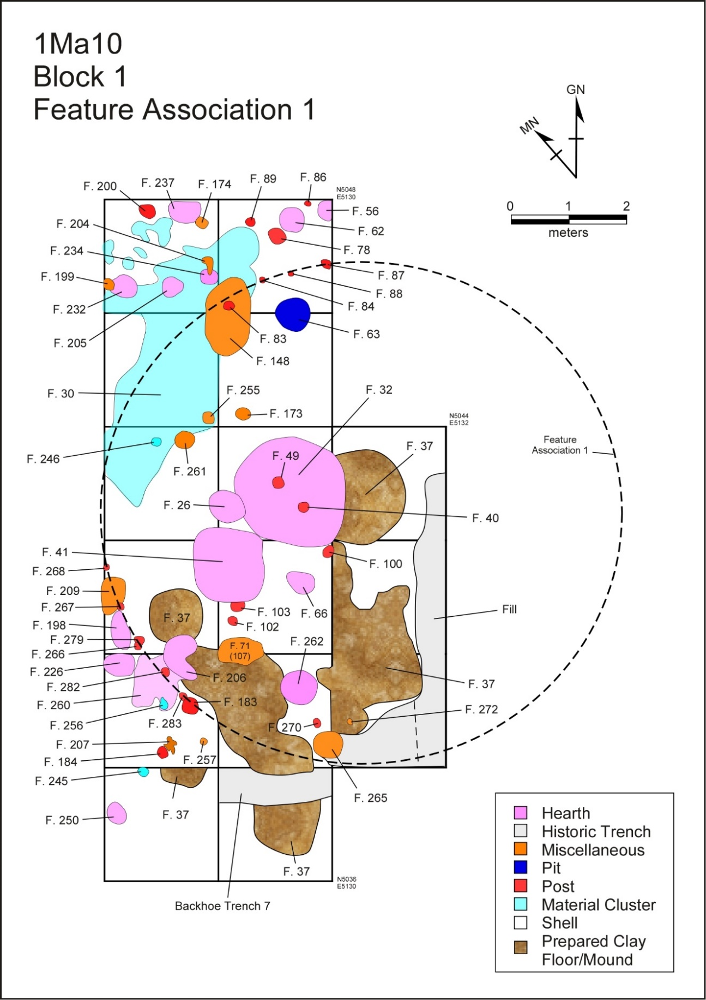 1Ma10
Block 1
Feature Association 1
GN
MN
0 1 2
meters
F. 200
F. 237
F. 174
F. 89
F. 86
N5048
E5130
F. 56
F. 204
F. 62
F. 234
F. 78
F. 199
F. 87
F. 88
F. 232
F. 84
F. 205
F. 63
F. 83
F. 148
F. 30
F. 255
F. 32
F. 173
N5044
E5132
F. 246
F. 261
F. 49
F. 37
Feature
Association 1
F. 26
F. 40
F. 41
F. 100
F. 268
F. 209
F. 267
F. 103
F. 66
Fill
F. 37
F. 198
F. 102
F. 279
F. 266
F. 71
(107)
F. 262
F. 226
F. 206
F. 282
F. 37
F. 260
F. 183
F. 256
F. 283
F. 270
F. 272
F. 207
F. 184
F. 257
F. 245
F. 265
F. 37
F. 250
F. 37
N5036
E5130
Backhoe Trench 7
Hearth
Historic Trench
Miscellaneous
Pit
Post
Material Cluster
Shell
Prepared Clay
Floor/Mound